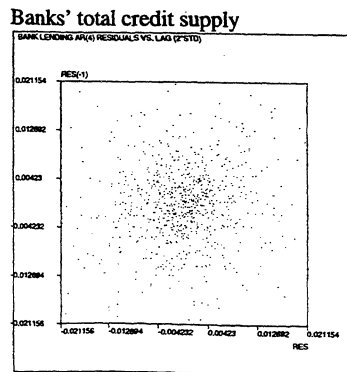 Banks' total credit supply
BANK LENDING AR(4) RESIDUALS VS. LAG (2*STD)
RES(-1)
0.021154
0.012692
0.00423
-0.004232
-0.012694
-0.021156
-0.021156 -0.012694 -0.004232 0.00423 0.012692 0.021154
RES